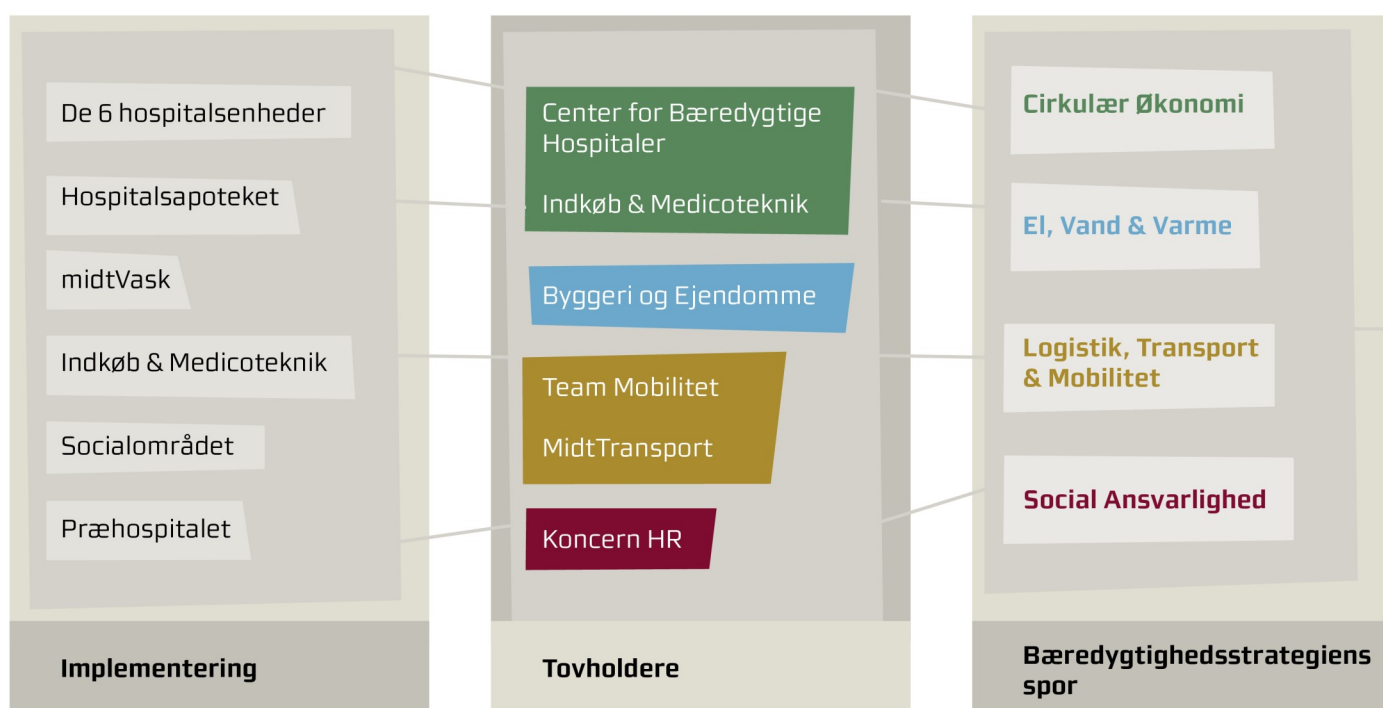 De 6 hospitalsenheder
Hospitalsapoteket
midtVask
Indkøb & Medicoteknik
Socialområdet
Præhospitalet
Implementering
Center for Bæredygtige
Hospitaler
Indkøb & Medicoteknik
Byggeri og Ejendomme
Team Mobilitet
MidtTransport
Koncern HR
Tovholdere
Cirkulær Økonomi
El, Vand & Varme
Logistik, Transport
& Mobilitet
Social Ansvarlighed
Bæredygtighedsstrategiens
spor